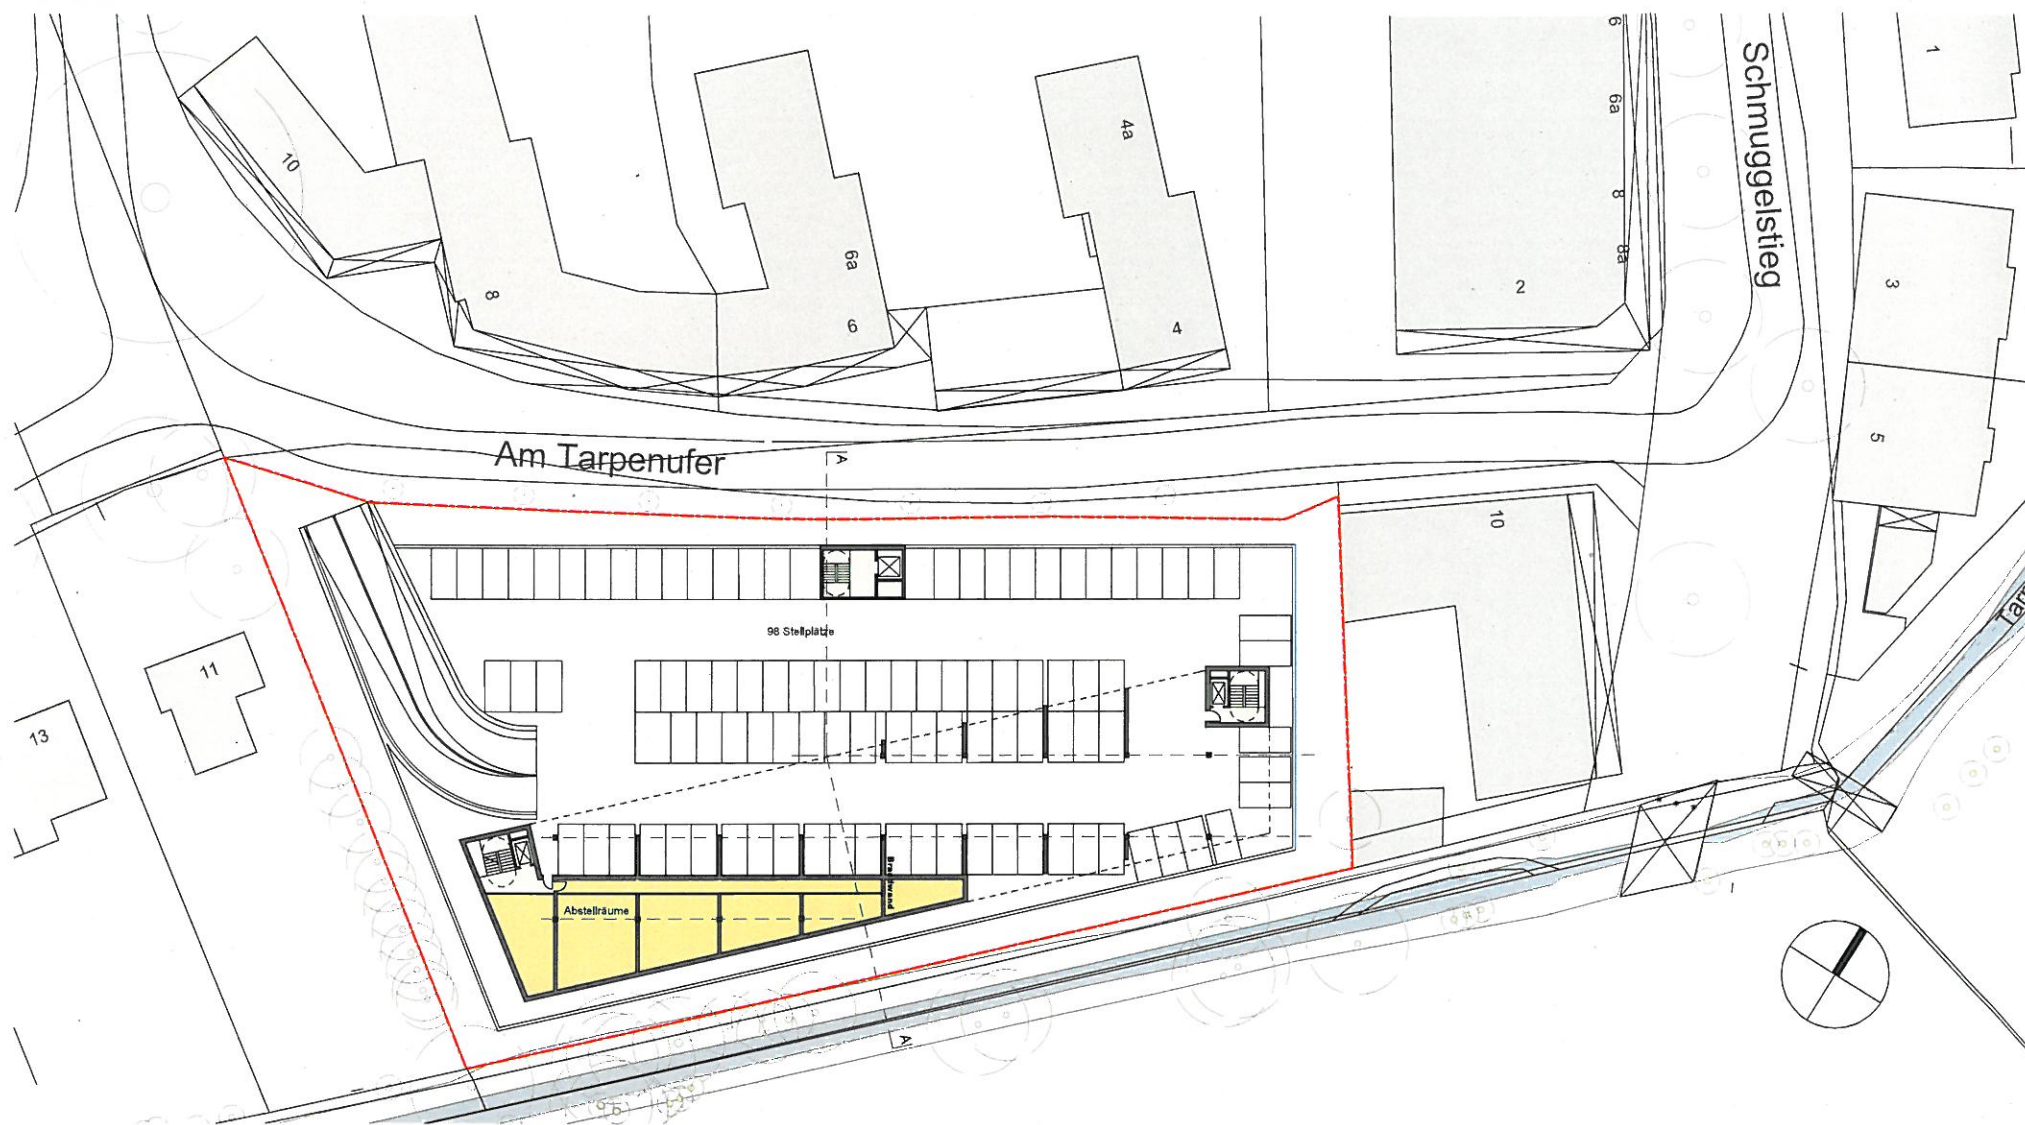 6
1
Schmuggelstieg
6a
4a
10
8
6a
8a
3
2
8
6
4
5
Am Tarpenufer
A
10
98 Stellplätze
11
13
Brandwand
Abstellräume
A